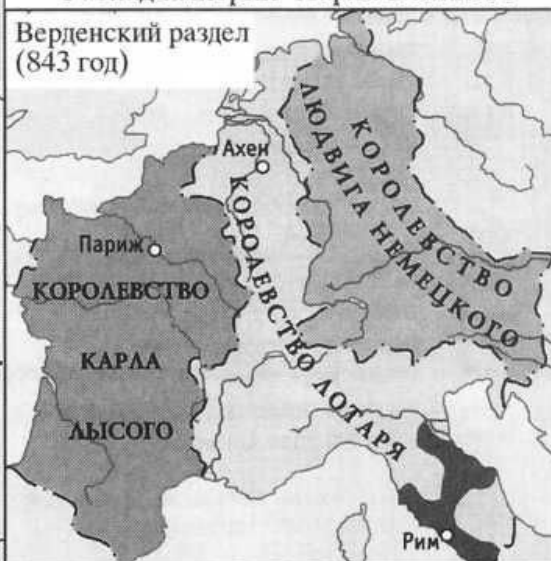 Верденский раздел
(843 год)
Ахен
Париж
КОРОЛЕВСТВО
КАРЛА
ЛЫСОГО
КОРОЛЕВСТВО ЛОТАРЯ
КОРОЛЕВСТВО
ЛЮДВИГА НЕМЕЦКОГО
Рим